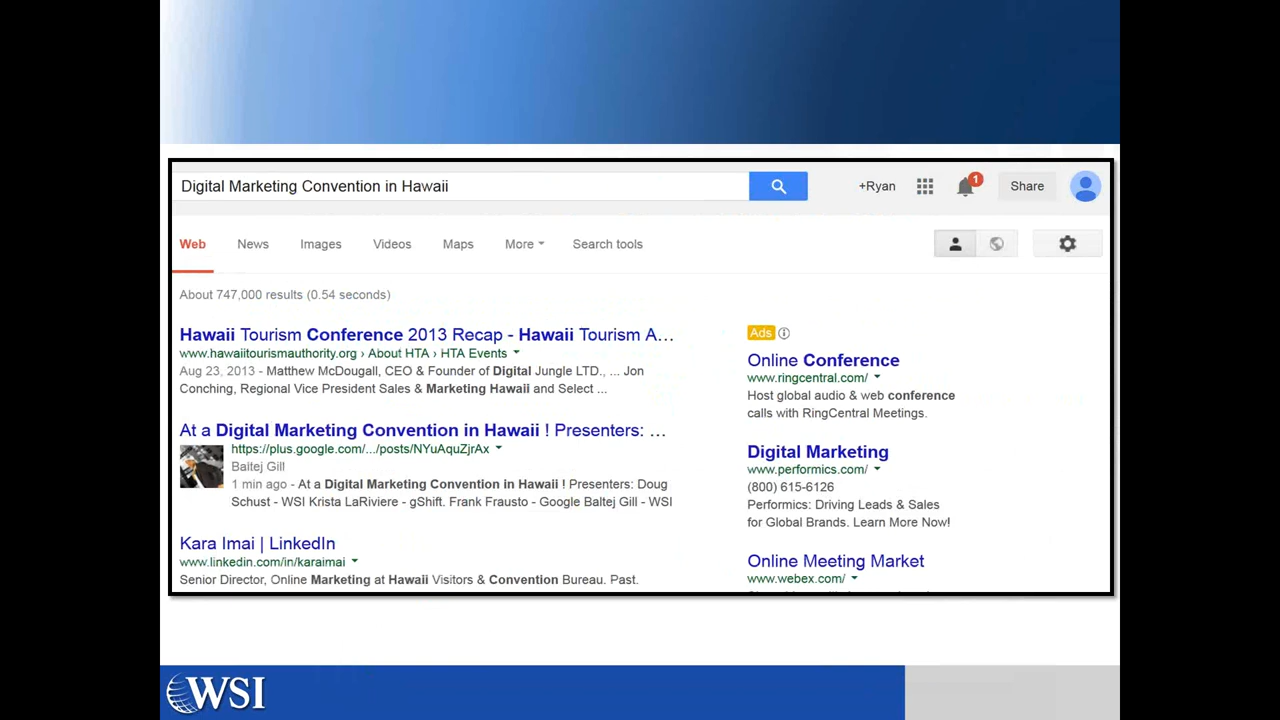 Digital Marketing Convention in Hawaii
+Ryan
1
Share
Web News Images Videos Maps More Search tools
About 747,000 results (0.54 seconds)
Hawaii Tourism Conference 2013 Recap - Hawaii Tourism A...
www.hawaiitourismauthority.org › About HTA › HTA Events
Aug 23, 2013 - Matthew McDougall, CEO & Founder of Digital Jungle LTD., ... Jon
Conching, Regional Vice President Sales & Marketing Hawaii and Select ...
At a Digital Marketing Convention in Hawaii ! Presenters: ...
https://plus.google.com/.../posts/NYuAquZjrAx
Baltej Gill
1 min ago - At a Digital Marketing Convention in Hawaii ! Presenters: Doug
Schust - WSI Krista LaRiviere - gShift. Frank Frausto - Google Baltej Gill - WSI
Kara Imai | LinkedIn
www.linkedin.com/in/karaimai
Senior Director, Online Marketing at Hawaii Visitors & Convention Bureau. Past.
Ads
Online Conference
www.ringcentral.com/
Host global audio & web conference
calls with RingCentral Meetings.
Digital Marketing
www.performics.com/
(800) 615-6126
Performics: Driving Leads & Sales
for Global Brands. Learn More Now!
Online Meeting Market
www.webex.com/
WSI